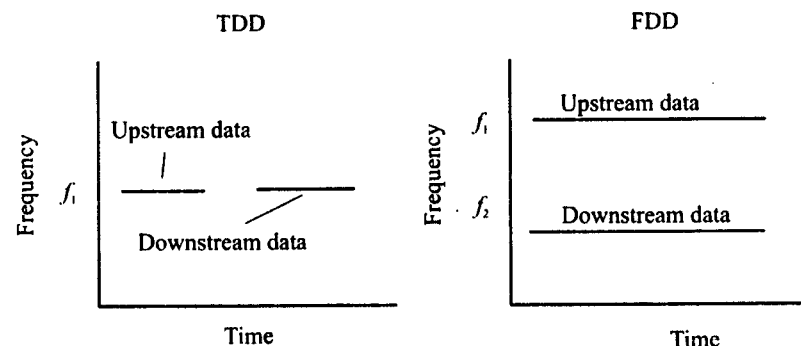 TDD
Frequency
f₁
Upstream data
Downstream data
Time
FDD
Frequency
f₁
f₂
Upstream data
Downstream data
Time